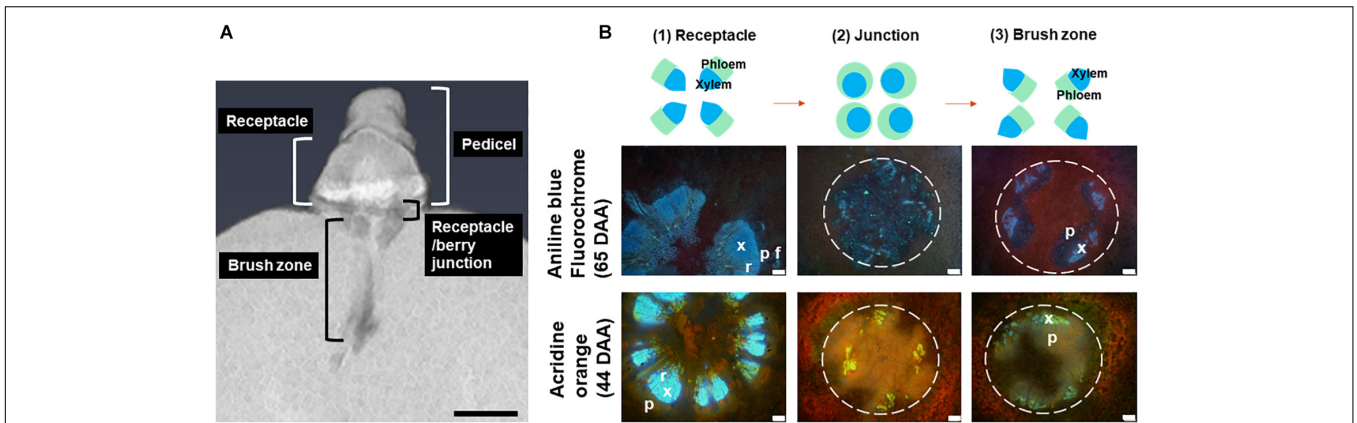 A
Receptacle
Pedicel
Receptacle
/berry
junction
Brush zone
B
(1) Receptacle
(2) Junction
(3) Brush zone
Phloem
Xylem
Xylem
Phloem
Aniline blue
Fluorochrome
(65 DAA)
x
p f
r
p
x
Acridine
orange
(44 DAA)
r
x
p
x
p